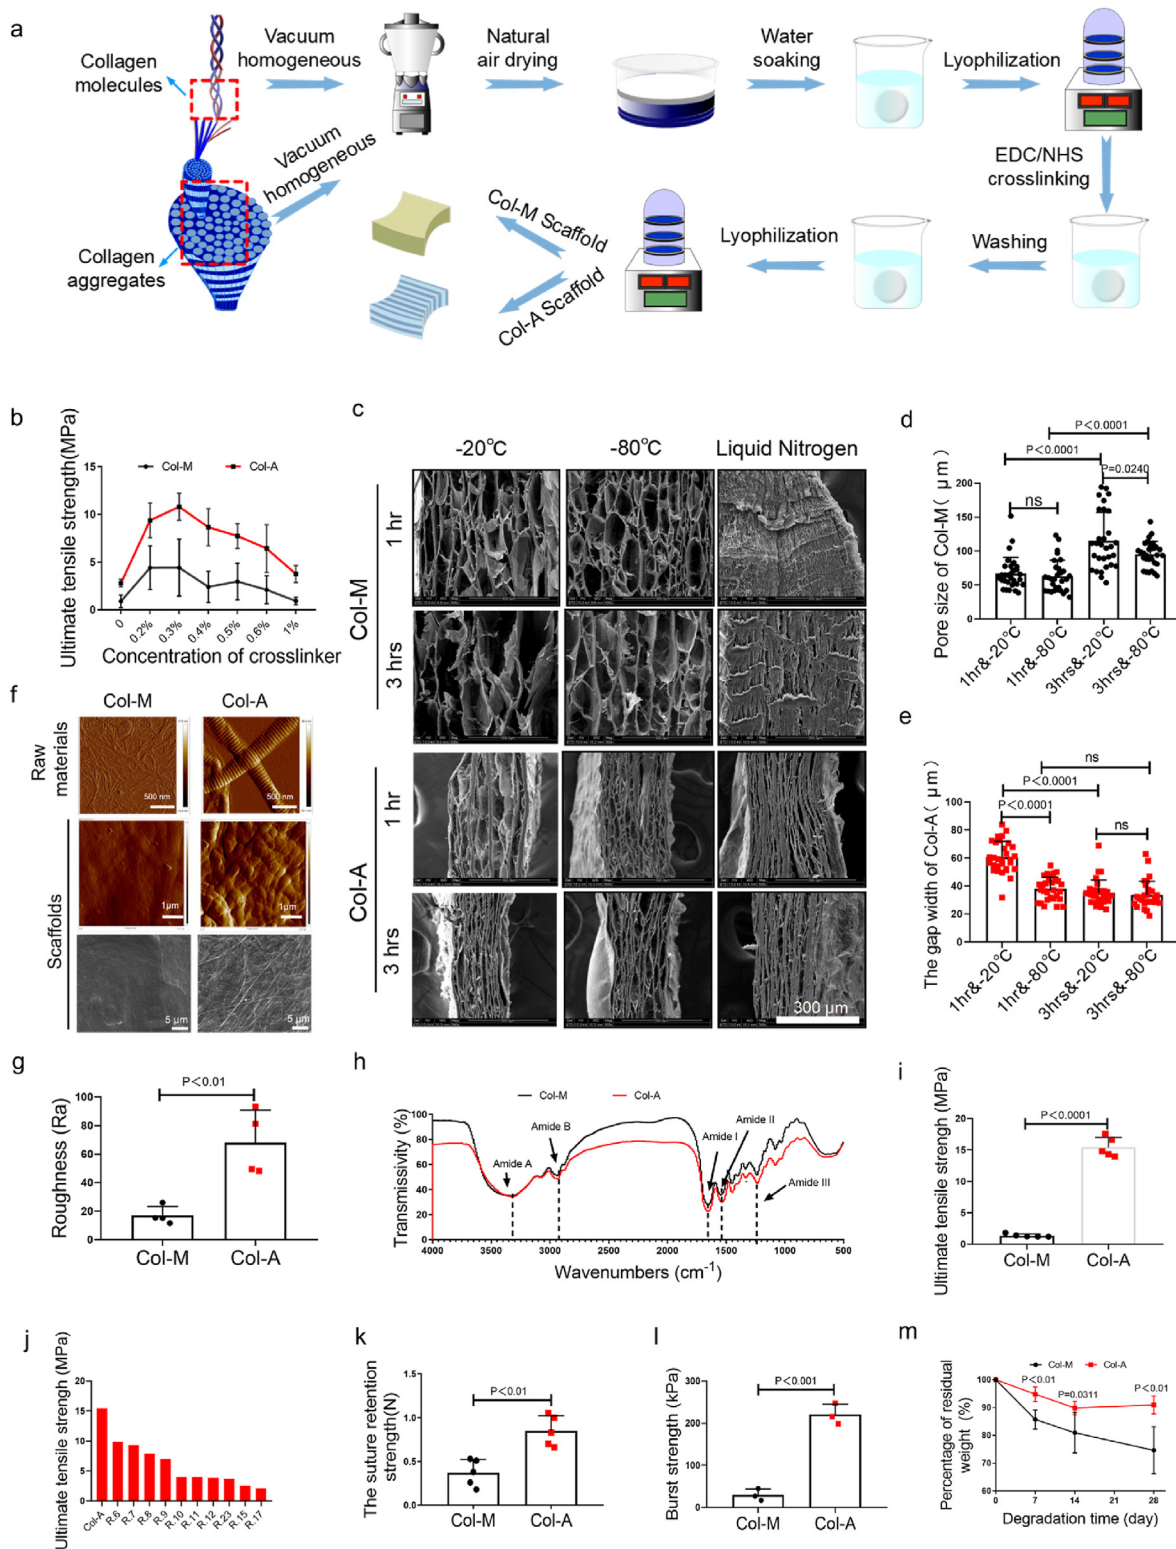 a
Collagen
molecules
Vacuum
homogeneous
Natural
air drying
Water
soaking
Lyophilization
Vacuum
homogeneous
EDC/NHS
crosslinking
Collagen
aggregates
Col-M Scaffold
Col-A Scaffold
Lyophilization
Washing
b
Ultimate tensile strength(MPa)
Col-M
Col-A
15
10
5
0
0
0.2%
0.3%
0.4%
0.5%
0.6%
1%
Concentration of crosslinker
c
-20°C
-80°C
Liquid Nitrogen
Col-M
1 hr
3 hrs
Col-A
1 hr
3 hrs
300 μm
d
P<0.0001
P<0.0001
P=0.0240
ns
Pore size of Col-M( μm)
200
150
100
50
0
1hr&-20°C
1hr&-80°C
3hrs&-20°C
3hrs&-80°C
e
ns
P<0.0001
P<0.0001
ns
The gap width of Col-A( μm)
100
80
60
40
20
0
1hr&-20°C
1hr&-80°C
3hrs&-20°C
3hrs&-80°C
f
Col-M
Col-A
Raw
materials
500 nm
500 nm
Scaffolds
1μm
1μm
5 μm
5 μm
g
P<0.01
Roughness (Ra)
100
80
60
40
20
0
Col-M
Col-A
h
Col-M
Col-A
Transmissivity (%)
100
80
60
40
20
0
Amide A
Amide B
Amide I
Amide II
Amide III
4000
3500
3000
2500
2000
1500
1000
500
Wavenumbers (cm⁻¹)
i
Ultimate tensile strengh (MPa)
P<0.0001
20
15
10
5
0
Col-M
Col-A
j
Ultimate tensile strengh (MPa)
20
15
10
5
0
Col-A
R.6
R.7
R.8
R.9
R.10
R.11
R.12
R.23
R.15
R.17
k
The suture retention
strength(N)
P<0.01
1.5
1.0
0.5
0.0
Col-M
Col-A
l
Burst strength (kPa)
P<0.001
300
200
100
0
Col-M
Col-A
m
Percentage of residual
weight (%)
Col-M
Col-A
P<0.01
P=0.0311
P<0.01
100
90
80
70
60
0
7
14
28
Degradation time (day)